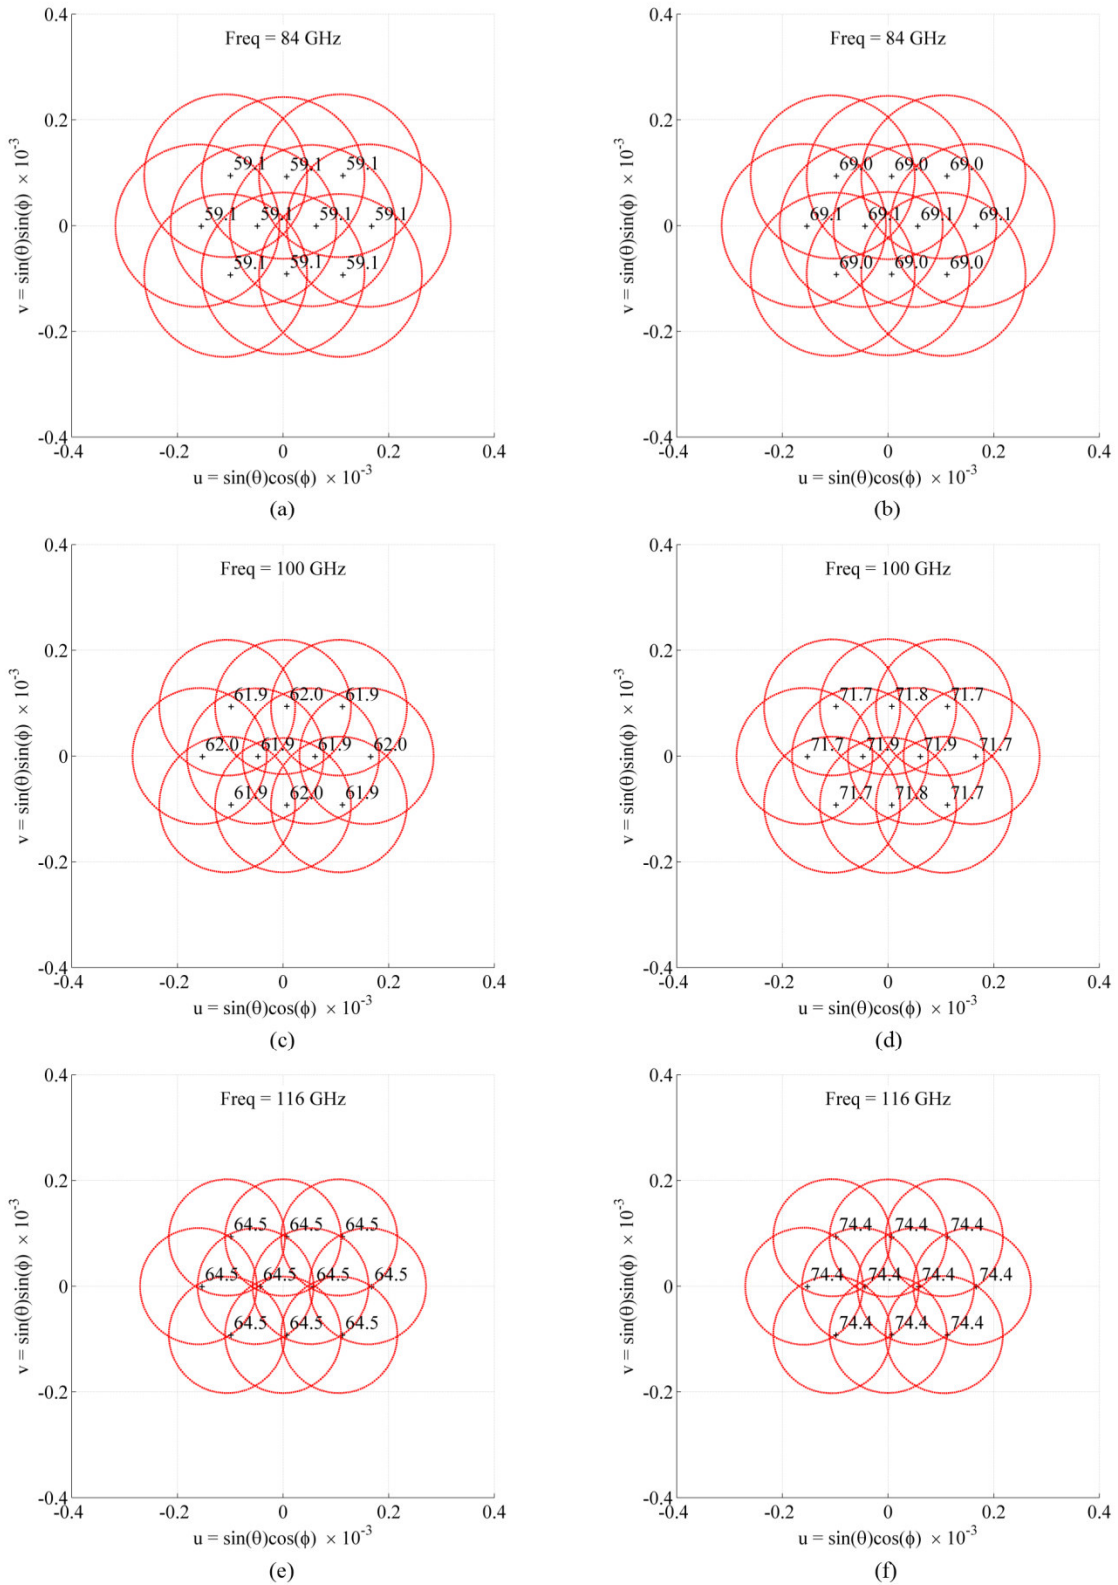 0.4
Freq = 84 GHz
0.2
59.1 59.1 59.1
59.1 59.1 59.1 59.1
0
59.1 59.1 59.1
-0.2
-0.4
-0.4 -0.2 0 0.2 0.4
v = sin(θ)sin(ϕ) × 10⁻³
u = sin(θ)cos(ϕ) × 10⁻³
(a)
0.4
Freq = 84 GHz
0.2
69.0 69.0 69.0
69.1 69.1 69.1 69.1
0
69.0 69.0 69.0
-0.2
-0.4
-0.4 -0.2 0 0.2 0.4
v = sin(θ)sin(ϕ) × 10⁻³
u = sin(θ)cos(ϕ) × 10⁻³
(b)
0.4
Freq = 100 GHz
0.2
61.9 62.0 61.9
62.0 61.9 61.9 62.0
0
61.9 62.0 61.9
-0.2
-0.4
-0.4 -0.2 0 0.2 0.4
v = sin(θ)sin(ϕ) × 10⁻³
u = sin(θ)cos(ϕ) × 10⁻³
(c)
0.4
Freq = 100 GHz
0.2
71.7 71.8 71.7
71.7 71.9 71.9 71.7
0
71.7 71.8 71.7
-0.2
-0.4
-0.4 -0.2 0 0.2 0.4
v = sin(θ)sin(ϕ) × 10⁻³
u = sin(θ)cos(ϕ) × 10⁻³
(d)
0.4
Freq = 116 GHz
0.2
64.5 64.5 64.5
64.5 64.5 64.5 64.5
0
64.5 64.5 64.5
-0.2
-0.4
-0.4 -0.2 0 0.2 0.4
v = sin(θ)sin(ϕ) × 10⁻³
u = sin(θ)cos(ϕ) × 10⁻³
(e)
0.4
Freq = 116 GHz
0.2
74.4 74.4 74.4
74.4 74.4 74.4 74.4
0
74.4 74.4 74.4
-0.2
-0.4
-0.4 -0.2 0 0.2 0.4
v = sin(θ)sin(ϕ) × 10⁻³
u = sin(θ)cos(ϕ) × 10⁻³
(f)